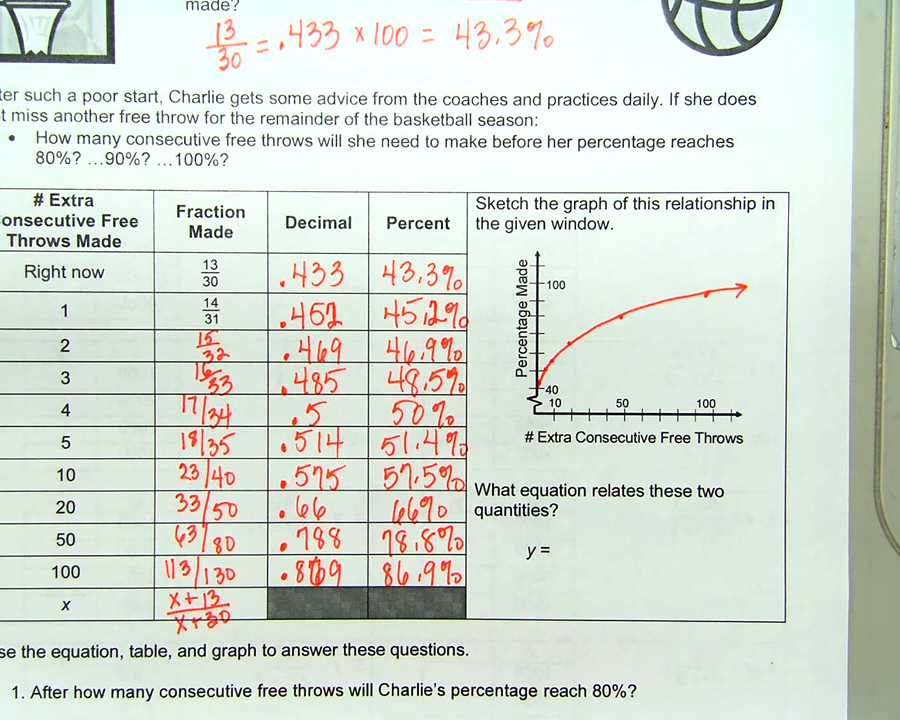 made?
13/30 = .433 x 100 = 43.3%
ter such a poor start, Charlie gets some advice from the coaches and practices daily. If she does
t miss another free throw for the remainder of the basketball season:
• How many consecutive free throws will she need to make before her percentage reaches
80%? …90%? …100%?
# Extra
onsecutive Free
Throws Made
Fraction
Made
Decimal
Percent
Right now 13/30 .433 43.3%
1 14/31 .452 45.2%
2 15/32 .469 46.9%
3 16/33 .485 48.5%
4 17/34 .5 50%
5 18/35 .514 51.4%
10 23/40 .575 57.5%
20 33/50 .66 66%
50 63/80 .788 78.8%
100 113/130 .869 86.9%
x x+13/x+30
Sketch the graph of this relationship in
the given window.
Percentage Made
100
40
10 50 100
# Extra Consecutive Free Throws
What equation relates these two
quantities?
y =
se the equation, table, and graph to answer these questions.
1. After how many consecutive free throws will Charlie's percentage reach 80%?